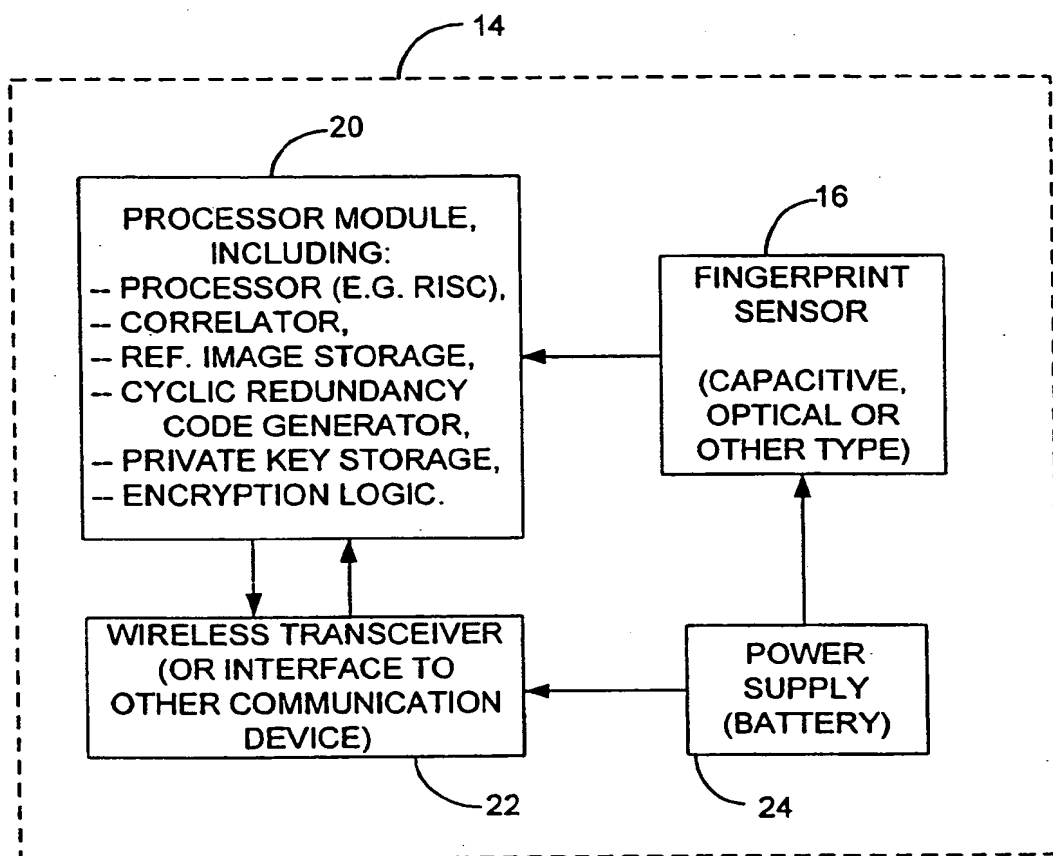 14
20
PROCESSOR MODULE,
INCLUDING:
-- PROCESSOR (E.G. RISC),
-- CORRELATOR,
-- REF. IMAGE STORAGE,
-- CYCLIC REDUNDANCY
CODE GENERATOR,
-- PRIVATE KEY STORAGE,
-- ENCRYPTION LOGIC.
16
FINGERPRINT
SENSOR
(CAPACITIVE,
OPTICAL OR
OTHER TYPE)
WIRELESS TRANSCEIVER
(OR INTERFACE TO
OTHER COMMUNICATION
DEVICE)
22
POWER
SUPPLY
(BATTERY)
24